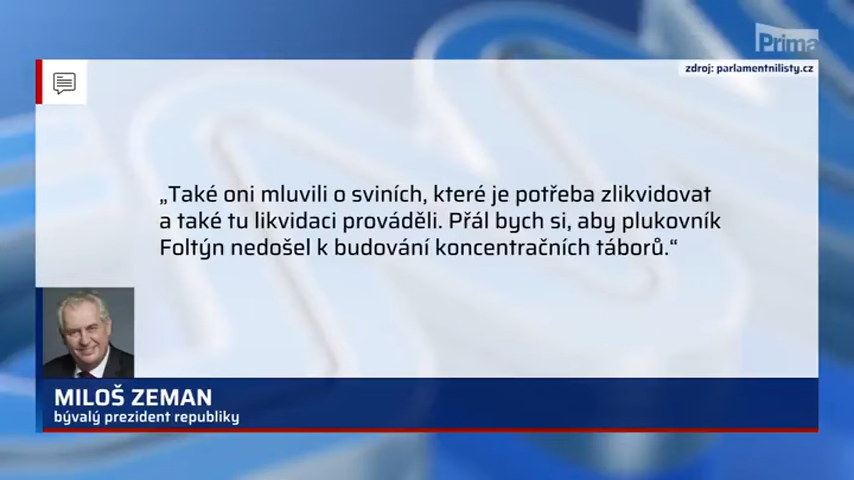 Prima
zdroj: parlamentnilisty.cz
„Také oni mluvili o sviních, které je potřeba zlikvidovat
a také tu likvidaci prováděli. Přál bych si, aby plukovník
Foltýn nedošel k budování koncentračních táborů.“
MILOŠ ZEMAN
bývalý prezident republiky